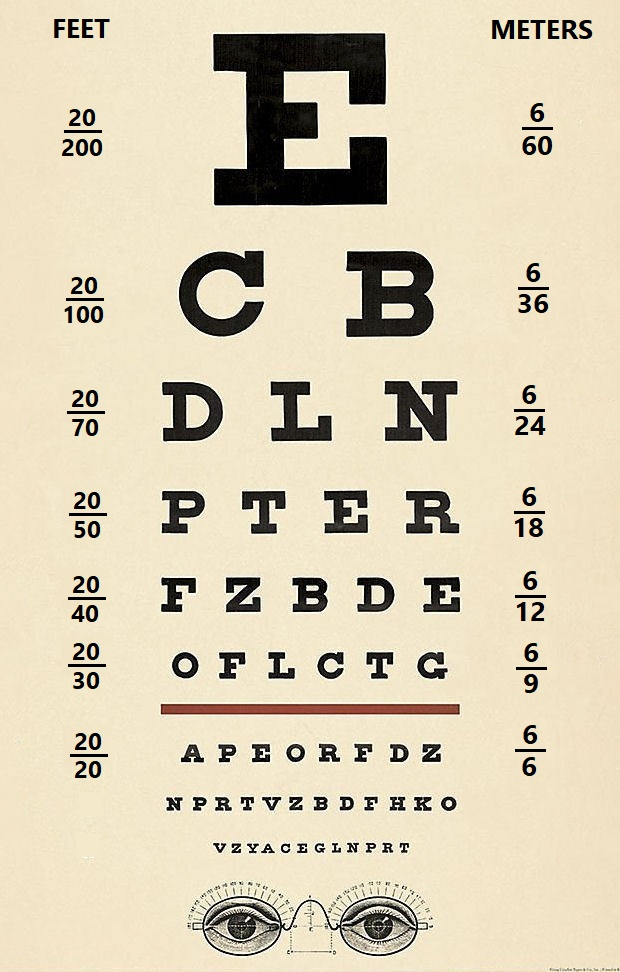 FEET METERS
E
20/200 6/60
C B
20/100 6/36
D L N
20/70 6/24
P T E R
20/50 6/18
F Z B D E
20/40 6/12
O F L C T G
20/30 6/9
A P E O R F D Z
20/20 6/6
N P R T V Z B D F H K O
V Z Y A C E G L N P R T